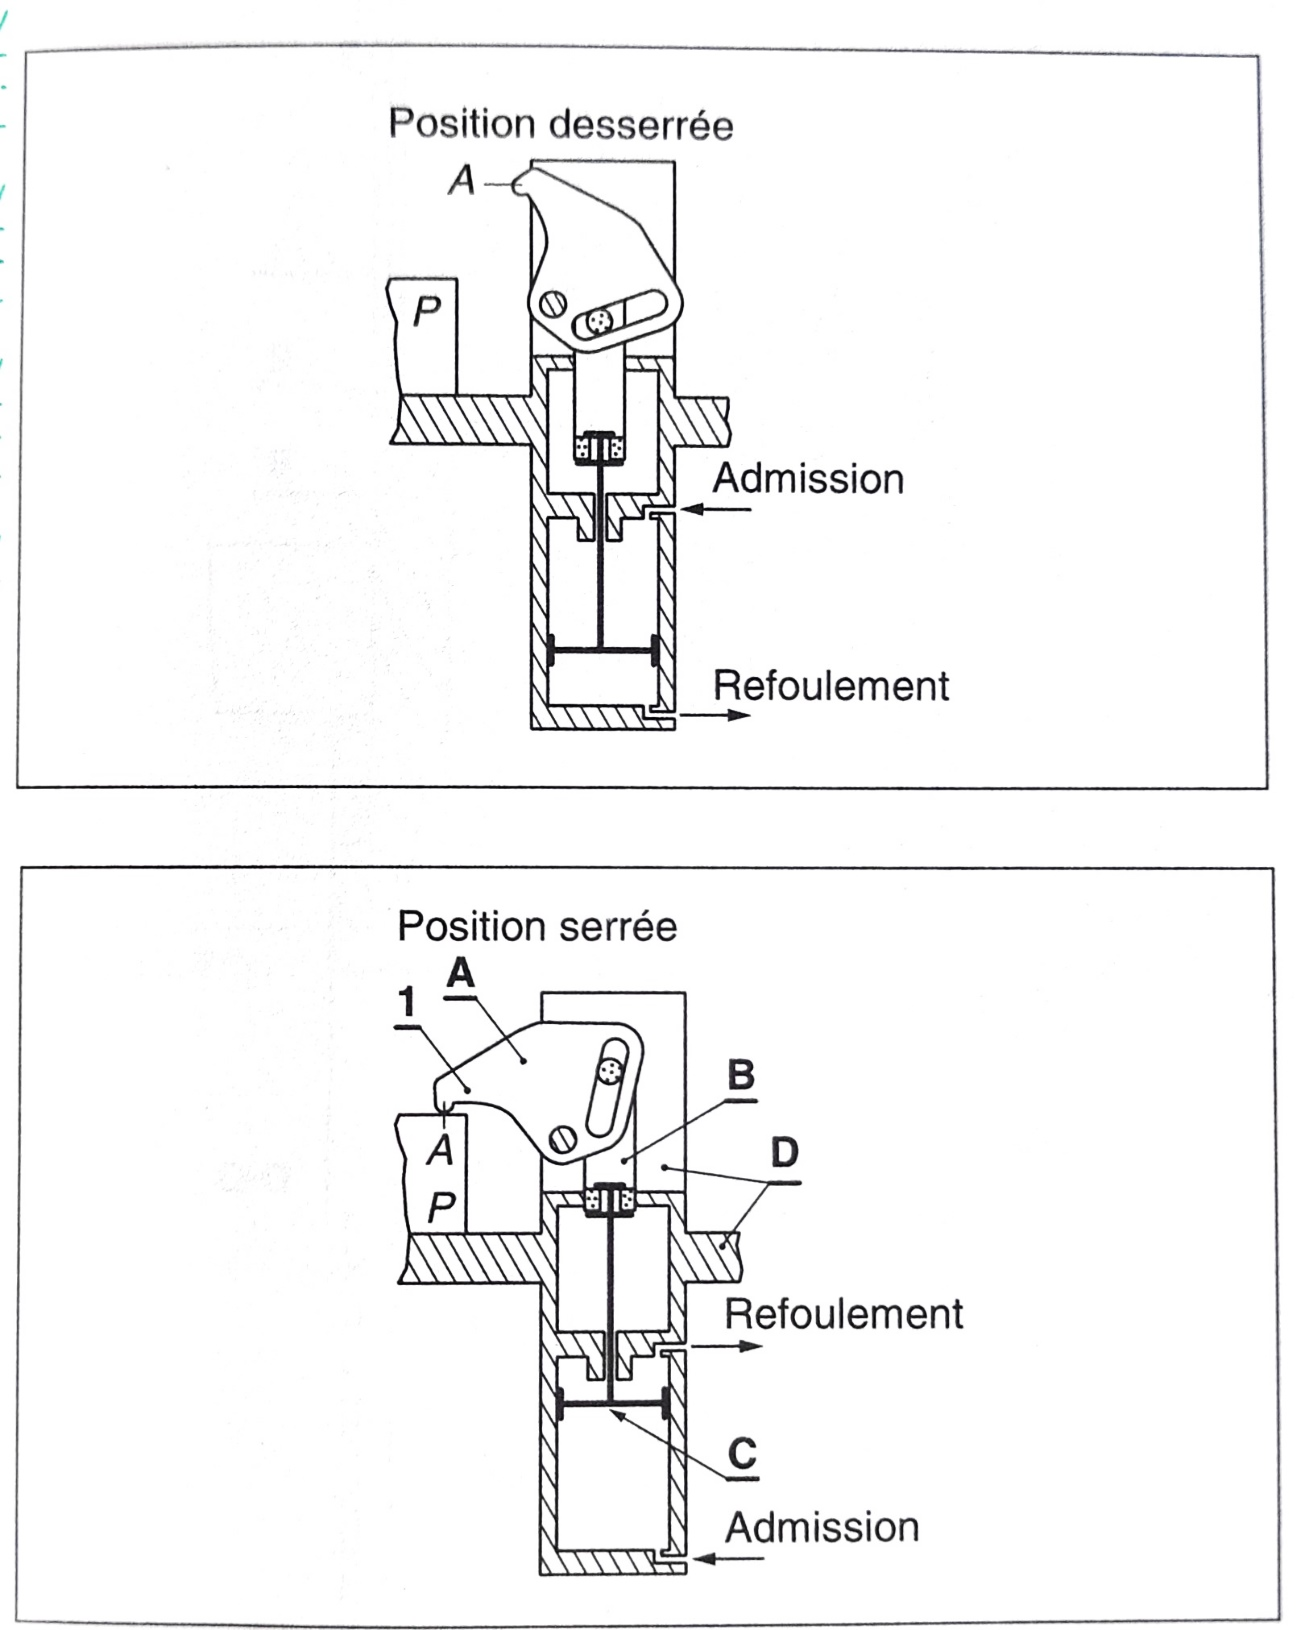 Position desserrée
A
P
Admission
Refoulement
Position serrée
A
1
B
A
D
P
Refoulement
C
Admission